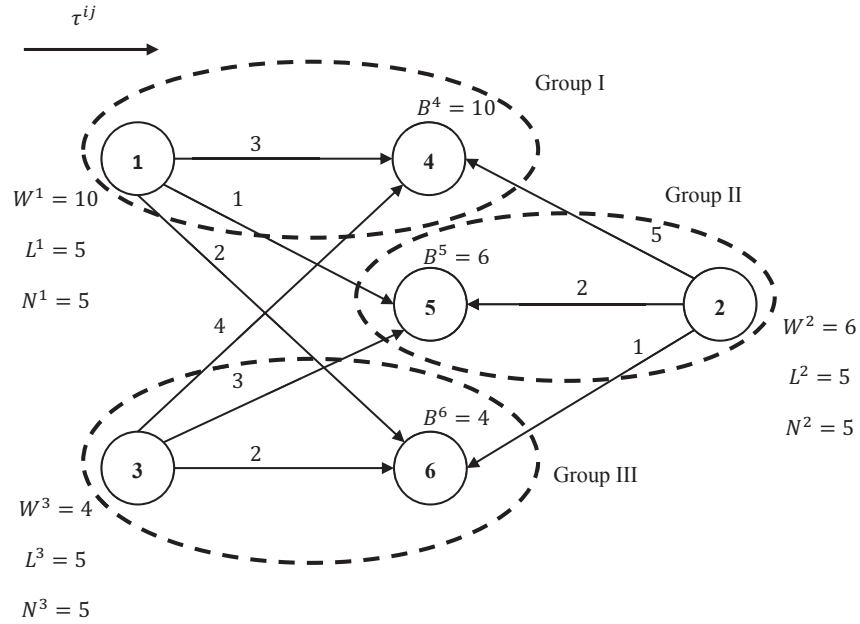 τ^{ij}
Group I
B^4 = 10
1
3
4
W^1 = 10
L^1 = 5
N^1 = 5
1
2
Group II
5
B^5 = 6
5
2
2
W^2 = 6
L^2 = 5
N^2 = 5
4
3
1
B^6 = 4
3
2
6
Group III
W^3 = 4
L^3 = 5
N^3 = 5